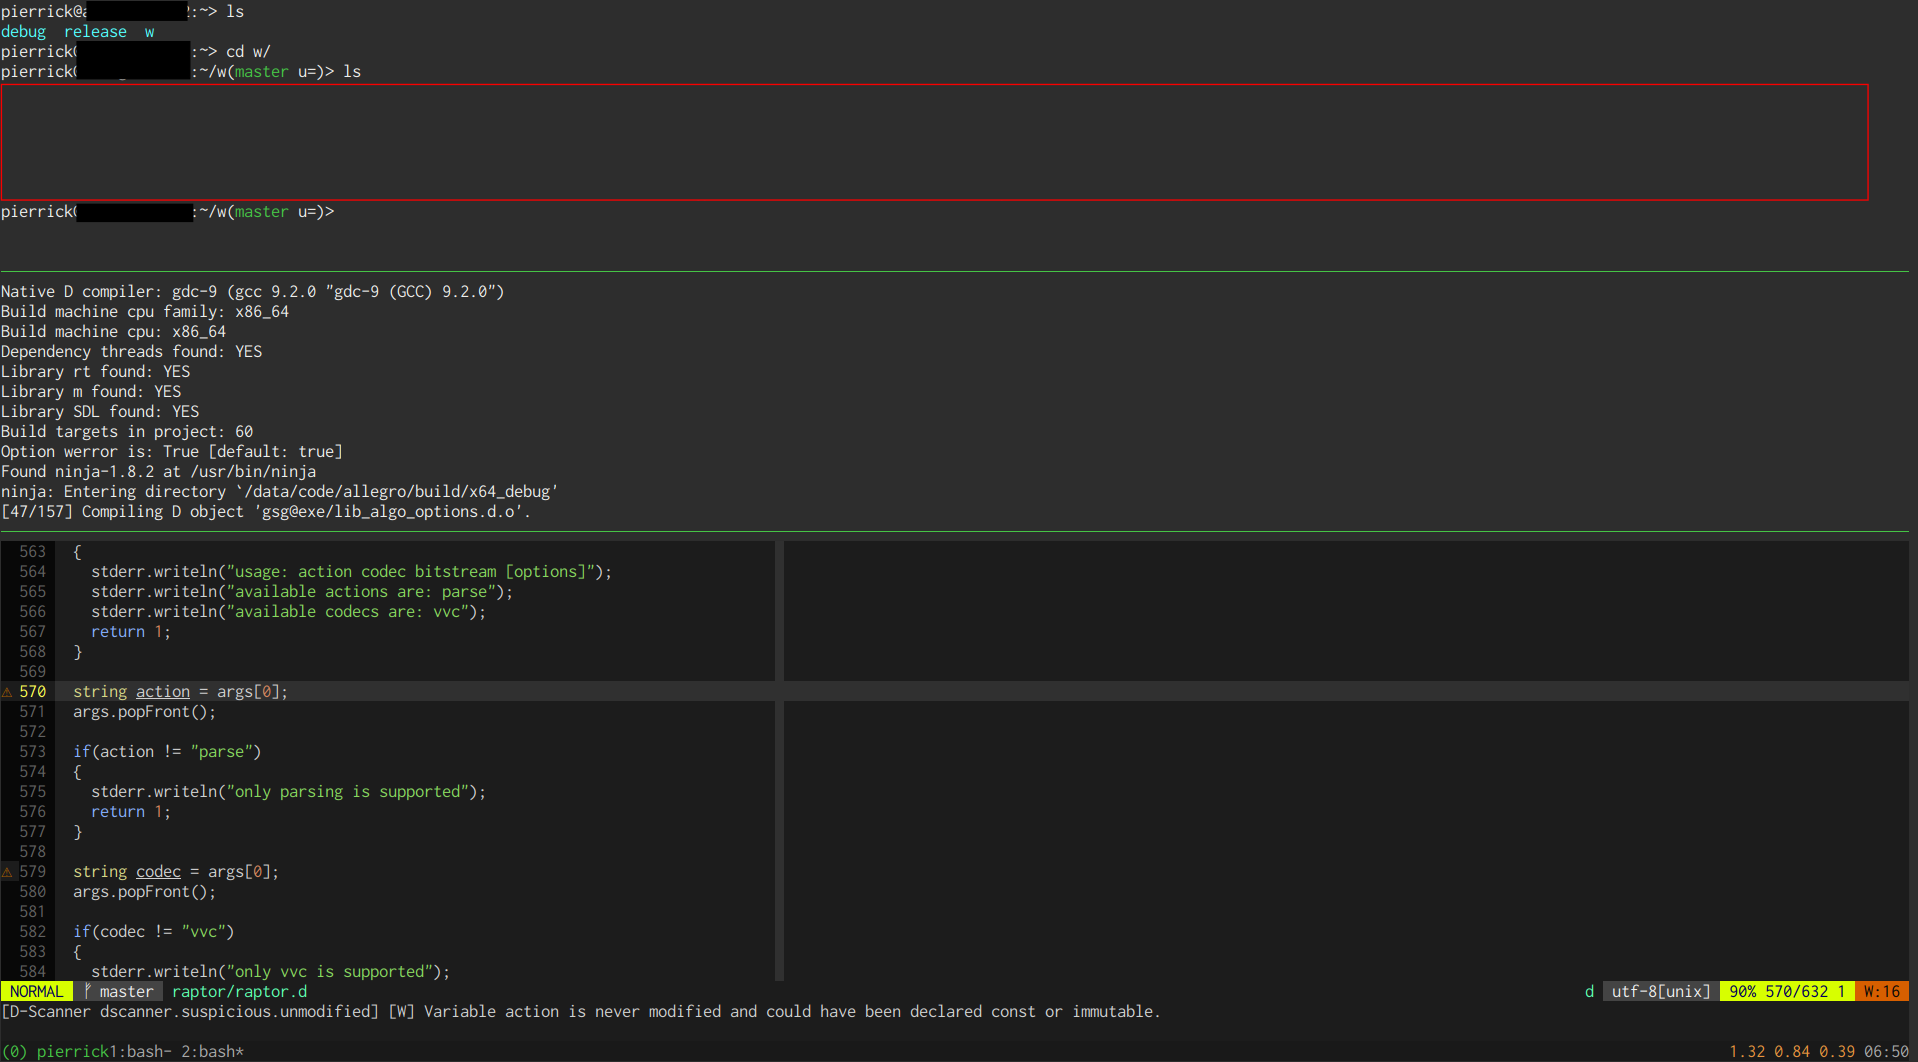 pierrick@ :~> ls
debug  release  w
pierrick :~> cd w/
pierrick :~/w(master u=)> ls
pierrick :~/w(master u=)>
Native D compiler: gdc-9 (gcc 9.2.0 "gdc-9 (GCC) 9.2.0")
Build machine cpu family: x86_64
Build machine cpu: x86_64
Dependency threads found: YES
Library rt found: YES
Library m found: YES
Library SDL found: YES
Build targets in project: 60
Option werror is: True [default: true]
Found ninja-1.8.2 at /usr/bin/ninja
ninja: Entering directory `/data/code/allegro/build/x64_debug'
[47/157] Compiling D object 'gsg@exe/lib_algo_options.d.o'.
563   {
564     stderr.writeln("usage: action codec bitstream [options]");
565     stderr.writeln("available actions are: parse");
566     stderr.writeln("available codecs are: vvc");
567     return 1;
568   }
569
⚠ 570   string action = args[0];
571   args.popFront();
572
573   if(action != "parse")
574   {
575     stderr.writeln("only parsing is supported");
576     return 1;
577   }
578
⚠ 579   string codec = args[0];
580   args.popFront();
581
582   if(codec != "vvc")
583   {
584     stderr.writeln("only vvc is supported");
NORMAL  master  raptor/raptor.d  d  utf-8[unix]  90% 570/632 1  W:16
[D-Scanner dscanner.suspicious.unmodified] [W] Variable action is never modified and could have been declared const or immutable.
(0) pierrick1:bash- 2:bash*  1.32 0.84 0.39 06:50